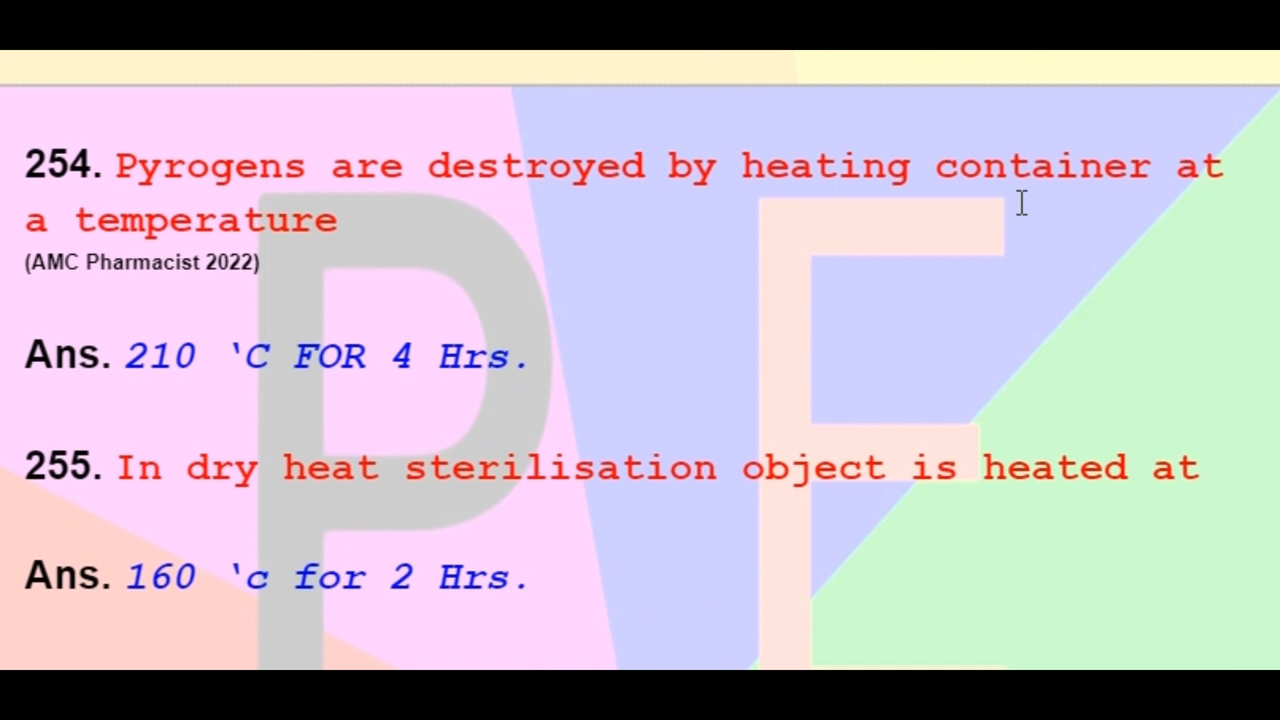 254. Pyrogens are destroyed by heating container at
a temperature
(AMC Pharmacist 2022)
Ans. 210 ‘C FOR 4 Hrs.
255. In dry heat sterilisation object is heated at
Ans. 160 ‘c for 2 Hrs.